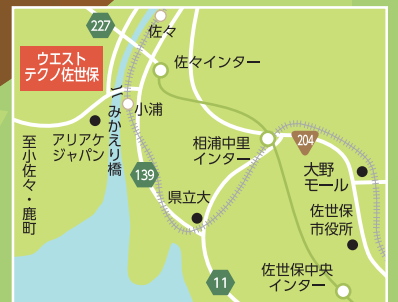 227
佐々
ウエスト
テクノ佐世保
佐々インター
小浦
みかえり橋
アリアケ
ジャパン
相浦中里
インター
204
至小佐々・鹿町
139
県立大
大野
モール
佐世保
市役所
佐世保中央
インター
11